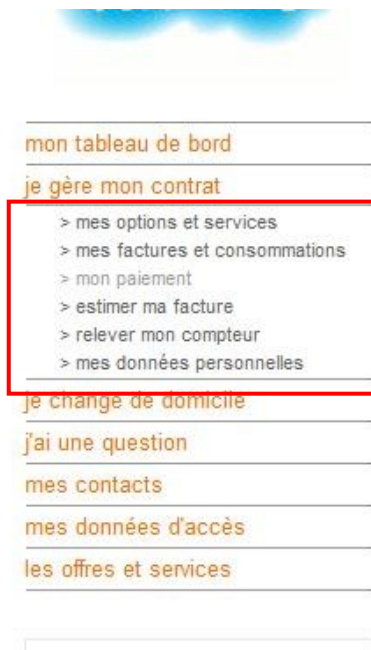 mon tableau de bord
je gère mon contrat
> mes options et services
> mes factures et consommations
> mon paiement
> estimer ma facture
> relever mon compteur
> mes données personnelles
je change de domicile
j'ai une question
mes contacts
mes données d'accès
les offres et services